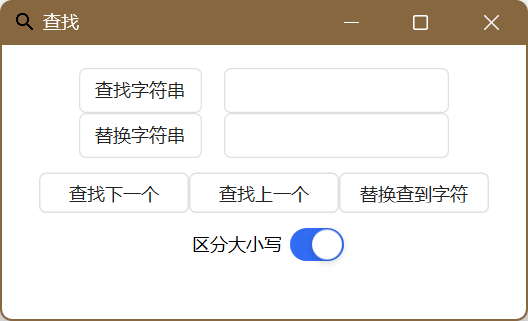 查找
查找字符串
替换字符串
查找下一个 查找上一个 替换查到字符
区分大小写